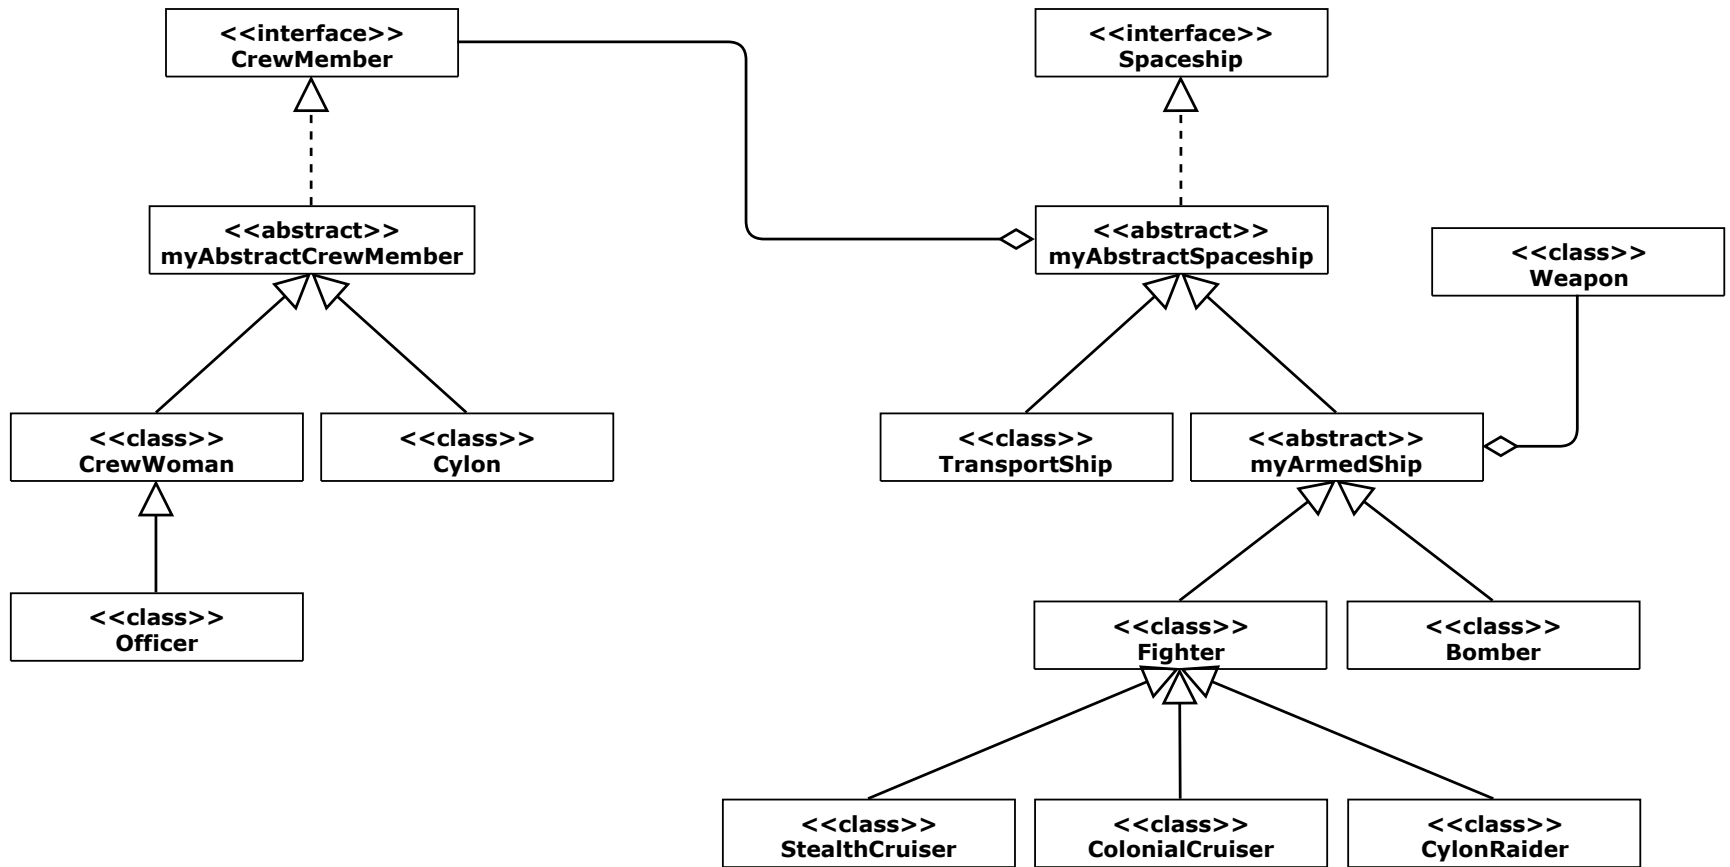 <<interface>>
CrewMember
<<interface>>
Spaceship
<<abstract>>
myAbstractCrewMember
<<abstract>>
myAbstractSpaceship
<<class>>
Weapon
<<class>>
CrewWoman
<<class>>
Cylon
<<class>>
TransportShip
<<abstract>>
myArmedShip
<<class>>
Officer
<<class>>
Fighter
<<class>>
Bomber
<<class>>
StealthCruiser
<<class>>
ColonialCruiser
<<class>>
CylonRaider